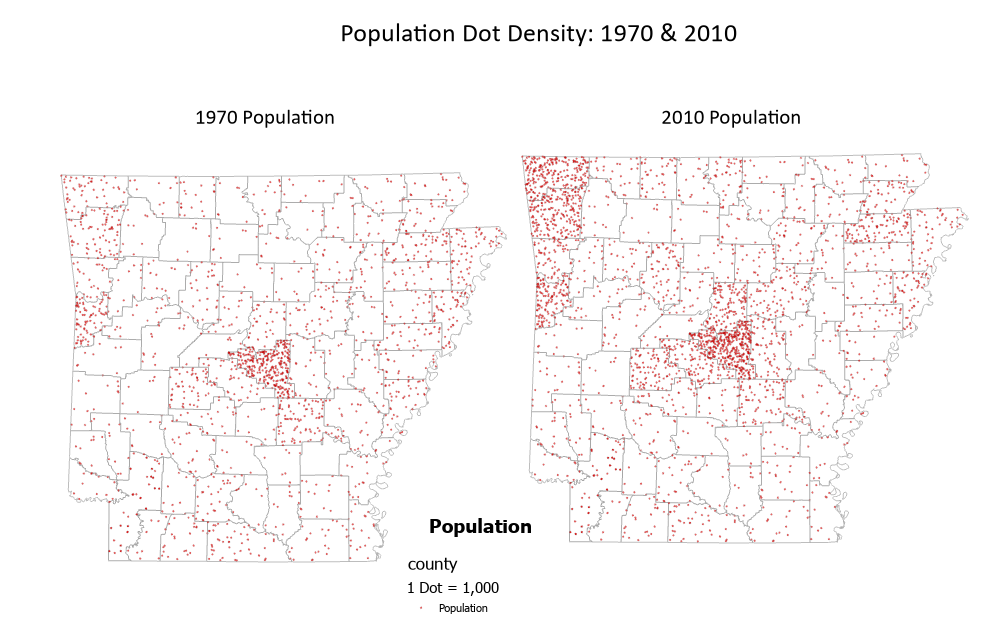 Population Dot Density: 1970 & 2010
1970 Population
2010 Population
Population
county
1 Dot = 1,000
Population